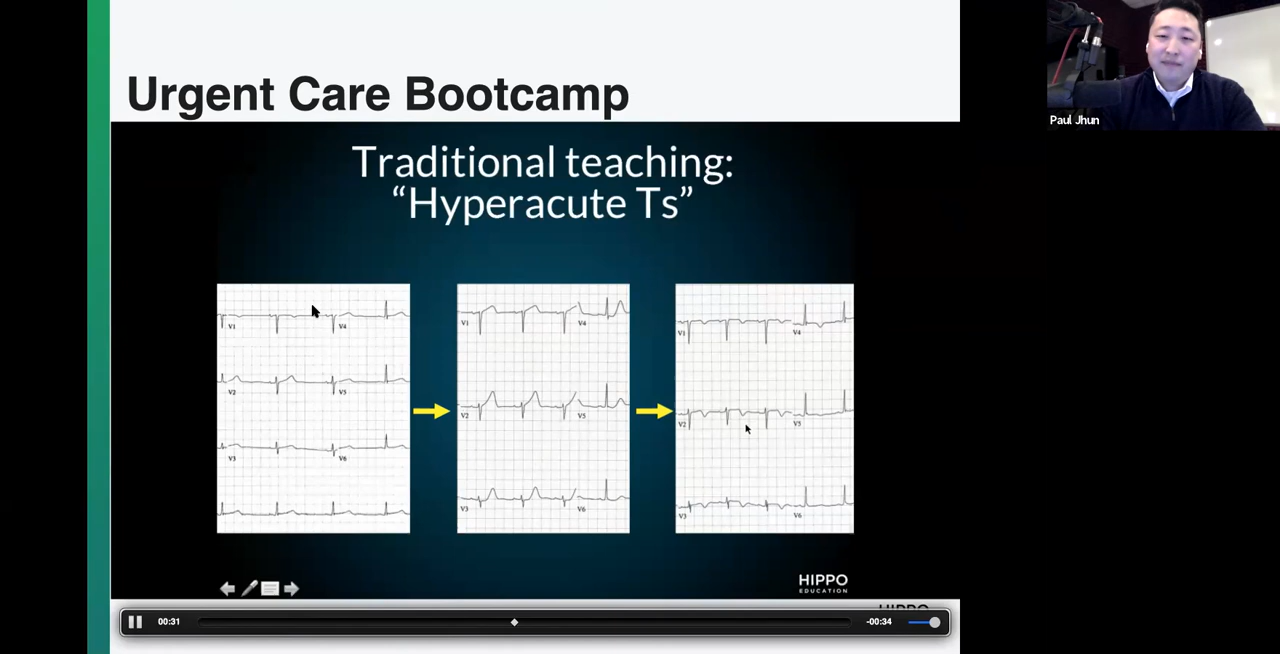 Urgent Care Bootcamp
Paul Jhun
Traditional teaching:
“Hyperacute Ts”
V1
V4
V2
V5
V3
V6
V1
V4
V2
V5
V3
V6
V1
V4
V2
V5
V3
V6
HIPPO
EDUCATION
HIPPO
00:31
-00:34